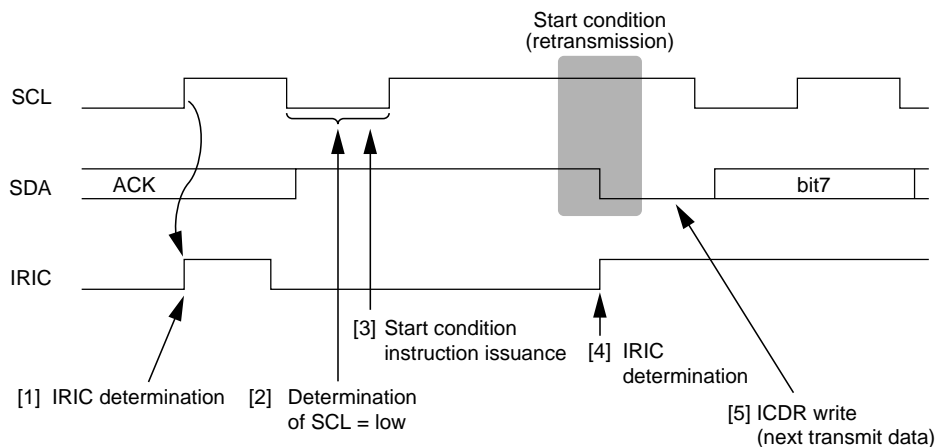 Start condition
(retransmission)
SCL
SDA
ACK
bit7
IRIC
[3] Start condition
instruction issuance
[4] IRIC
determination
[1] IRIC determination
[2] Determination
of SCL = low
[5] ICDR write
(next transmit data)